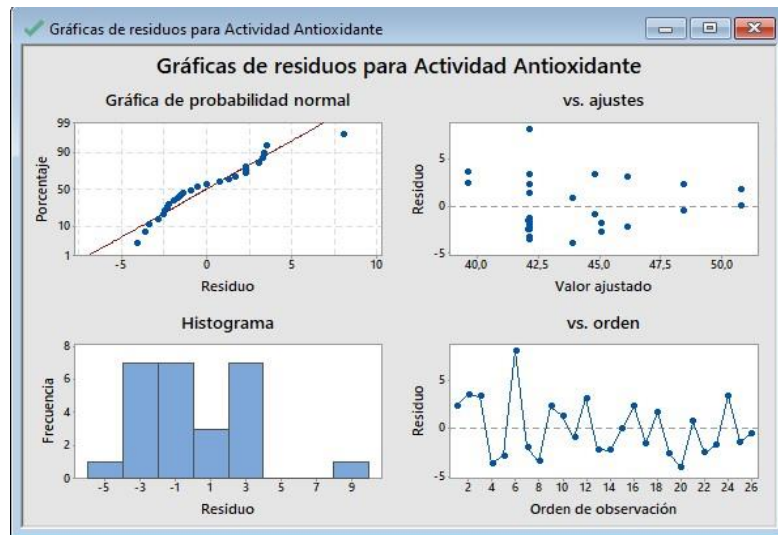 Gráficas de residuos para Actividad Antioxidante
Gráficas de residuos para Actividad Antioxidante
Gráfica de probabilidad normal
99
90
50
10
1
Porcentaje
-5 0 5 10
Residuo
vs. ajustes
5
0
-5
Residuo
40,0 42,5 45,0 47,5 50,0
Valor ajustado
Histograma
8
6
4
2
0
Frecuencia
-5 -3 -1 1 3 5 7 9
Residuo
vs. orden
5
0
-5
Residuo
2 4 6 8 10 12 14 16 18 20 22 24 26
Orden de observación